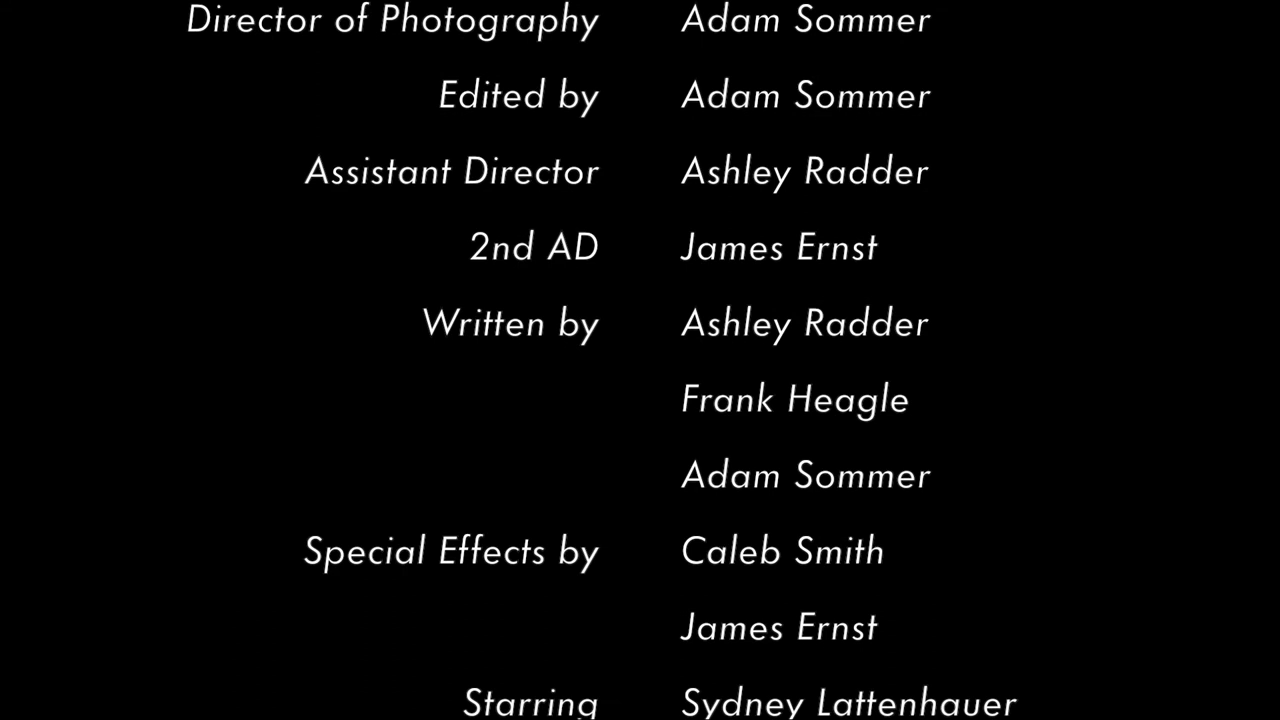 Director of Photography Adam Sommer
Edited by Adam Sommer
Assistant Director Ashley Radder
2nd AD James Ernst
Written by Ashley Radder
Frank Heagle
Adam Sommer
Special Effects by Caleb Smith
James Ernst
Starring Sydney Lattenhauer